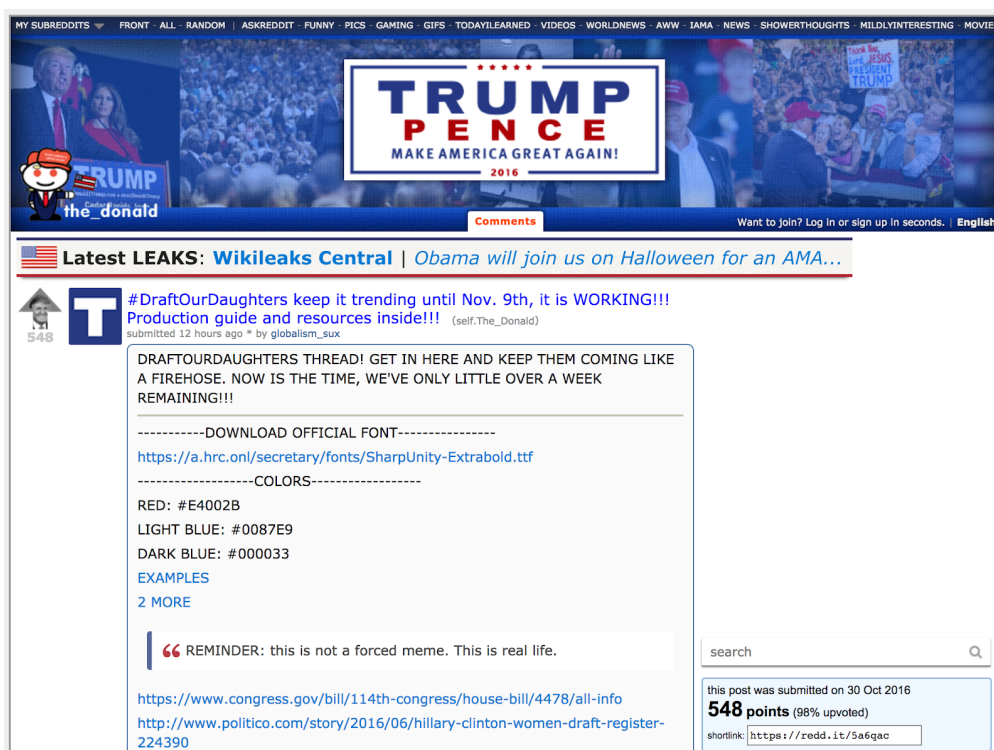 MY SUBREDDITS FRONT - ALL - RANDOM | ASKREDDIT - FUNNY - PICS - GAMING - GIFS - TODAYILEARNED - VIDEOS - WORLDNEWS - AWW - IAMA - NEWS - SHOWERTHOUGHTS - MILDLYINTERESTING - MOVIE
Thank You,
Lord JESUS,
PRESIDENT
TRUMP
TRUMP
PENCE
MAKE AMERICA GREAT AGAIN!
2016
TRUMP
the_donald
Comments
Want to join? Log in or sign up in seconds. | English
Latest LEAKS: Wikileaks Central | Obama will join us on Halloween for an AMA...
548
T
#DraftOurDaughters keep it trending until Nov. 9th, it is WORKING!!!
Production guide and resources inside!!! (self.The_Donald)
submitted 12 hours ago * by globalism_sux
DRAFTOURDAUGHTERS THREAD! GET IN HERE AND KEEP THEM COMING LIKE
A FIREHOSE. NOW IS THE TIME, WE'VE ONLY LITTLE OVER A WEEK
REMAINING!!!
-----------DOWNLOAD OFFICIAL FONT----------------
https://a.hrc.onl/secretary/fonts/SharpUnity-Extrabold.ttf
-------------------COLORS------------------
RED: #E4002B
LIGHT BLUE: #0087E9
DARK BLUE: #000033
EXAMPLES
2 MORE
REMINDER: this is not a forced meme. This is real life.
https://www.congress.gov/bill/114th-congress/house-bill/4478/all-info
http://www.politico.com/story/2016/06/hillary-clinton-women-draft-register-
224390
search
this post was submitted on 30 Oct 2016
548 points (98% upvoted)
shortlink: https://redd.it/5a6qac